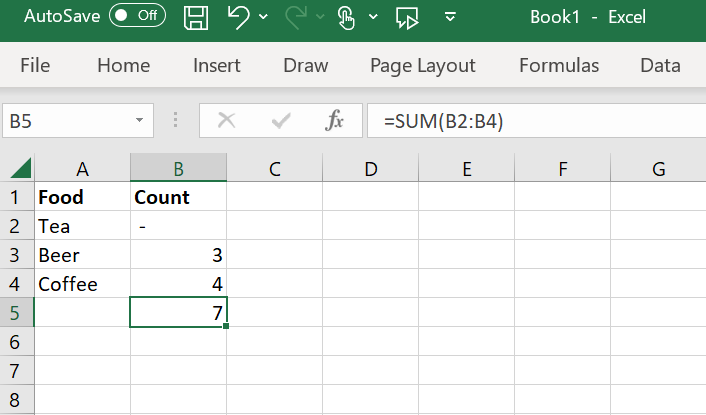 AutoSave Off Book1 - Excel
File Home Insert Draw Page Layout Formulas Data
B5 fx =SUM(B2:B4)
A B C D E F G
1 Food Count
2 Tea -
3 Beer 3
4 Coffee 4
5 7
6
7
8